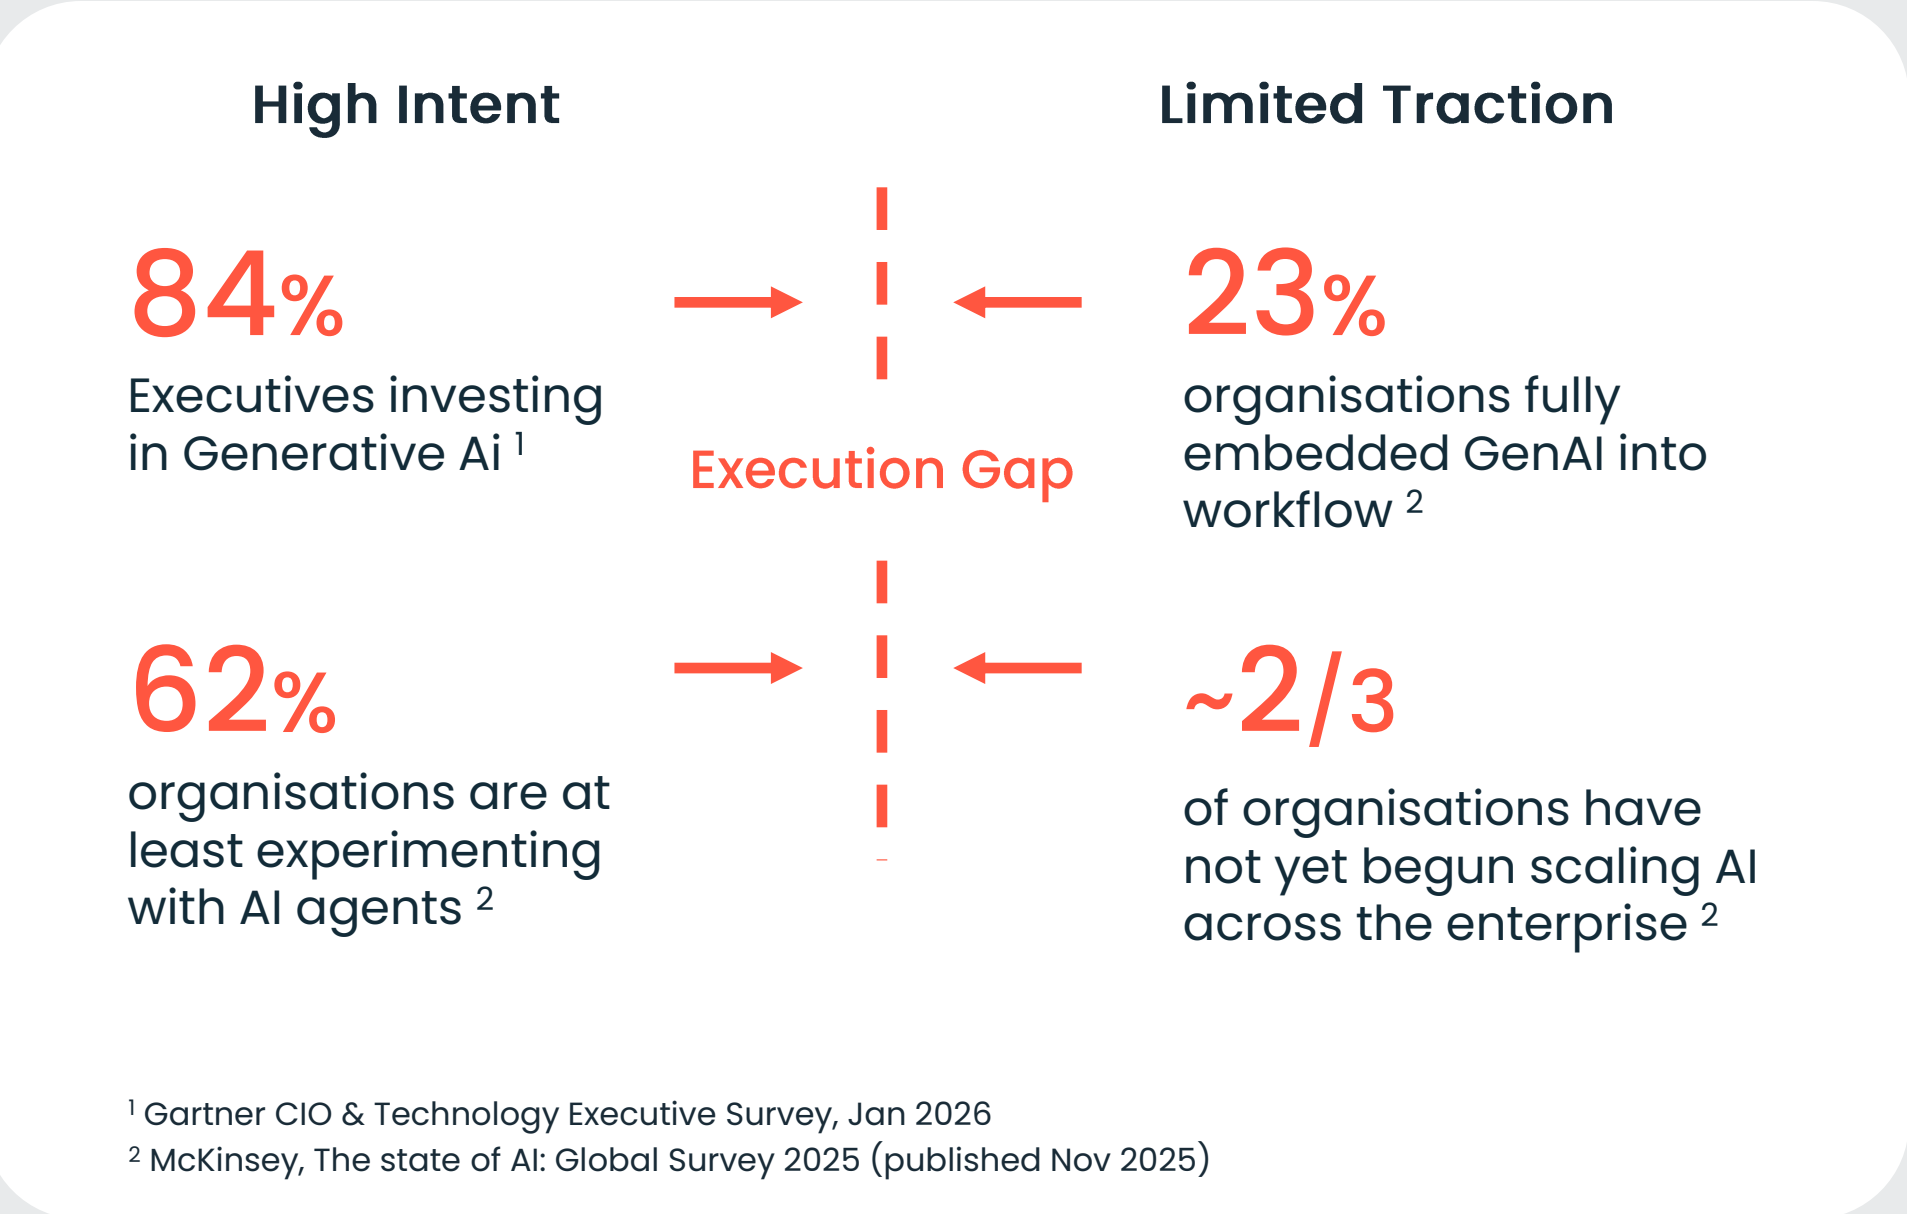 High Intent
Limited Traction
84%
Executives investing
in Generative Ai ¹
23%
organisations fully
embedded GenAI into
workflow ²
Execution Gap
62%
organisations are at
least experimenting
with AI agents ²
~2/3
of organisations have
not yet begun scaling AI
across the enterprise ²
¹ Gartner CIO & Technology Executive Survey, Jan 2026
² McKinsey, The state of AI: Global Survey 2025 (published Nov 2025)